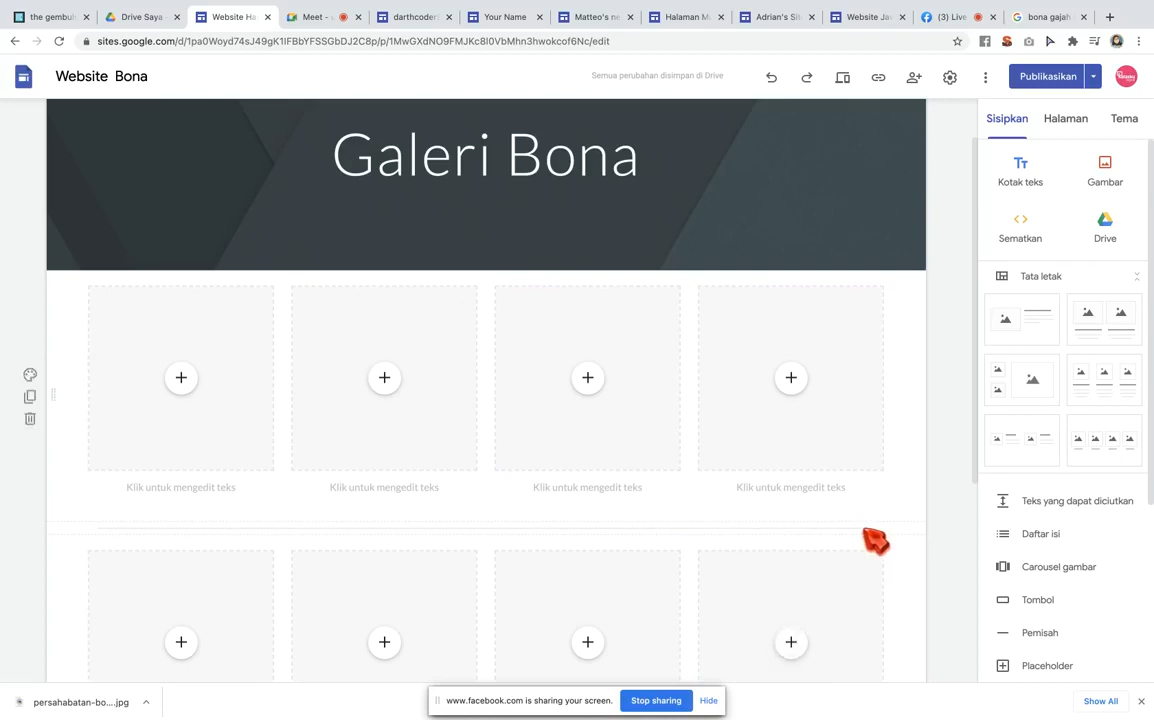 the gembul
Drive Saya
Website Ha
Meet -
darthcoder
Your Name
Matteo's ne
Halaman M
Adrian's Si
Website Ja
(3) Live
bona gajah
sites.google.com/d/1pa0Woyd74sJ49gK1IFBbYFSSGbDJ2C8p/p/1MwGXdNO9FMJKc8l0VbMhn3hwokcof6Nc/edit
Website Bona
Semua perubahan disimpan di Drive
Publikasikan
Galeri Bona
Sisipkan
Halaman
Tema
Kotak teks
Gambar
Sematkan
Drive
Tata letak
Klik untuk mengedit teks
Klik untuk mengedit teks
Klik untuk mengedit teks
Klik untuk mengedit teks
Teks yang dapat diciutkan
Daftar isi
Carousel gambar
Tombol
Pemisah
Placeholder
persahabatan-bo....jpg
www.facebook.com is sharing your screen.
Stop sharing
Hide
Show All